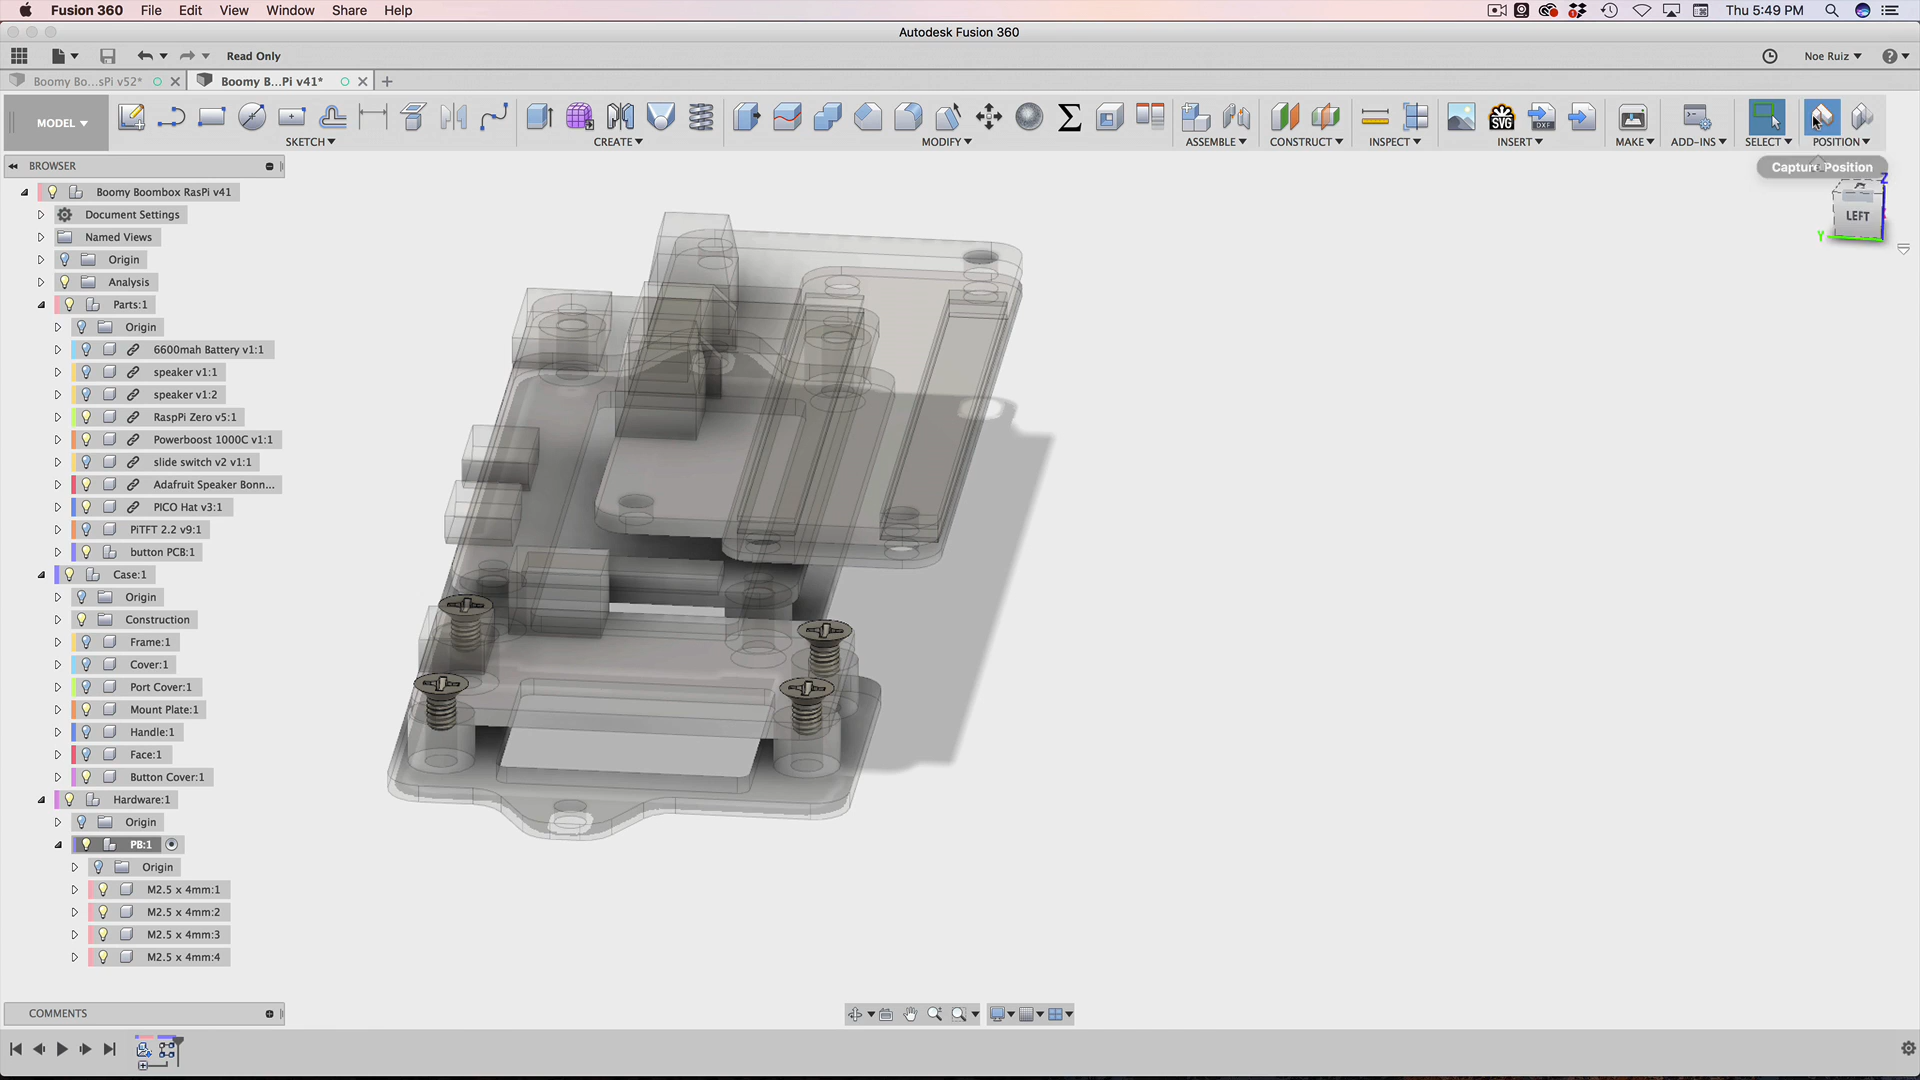 Fusion 360 File Edit View Window Share Help Thu 5:49 PM
Autodesk Fusion 360
Read Only Noe Ruiz
Boomy Bo...sPi v52* Boomy B...Pi v41*
MODEL
SKETCH CREATE MODIFY ASSEMBLE CONSTRUCT INSPECT INSERT MAKE ADD-INS SELECT POSITION
SVG
DXF
Capture Position
BROWSER
Z
LEFT
Y
Boomy Boombox RasPi v41
Document Settings
Named Views
Origin
Analysis
Parts:1
Origin
6600mah Battery v1:1
speaker v1:1
speaker v1:2
RaspPi Zero v5:1
Powerboost 1000C v1:1
slide switch v2 v1:1
Adafruit Speaker Bonn...
PICO Hat v3:1
PiTFT 2.2 v9:1
button PCB:1
Case:1
Origin
Construction
Frame:1
Cover:1
Port Cover:1
Mount Plate:1
Handle:1
Face:1
Button Cover:1
Hardware:1
Origin
PB:1
Origin
M2.5 x 4mm:1
M2.5 x 4mm:2
M2.5 x 4mm:3
M2.5 x 4mm:4
COMMENTS